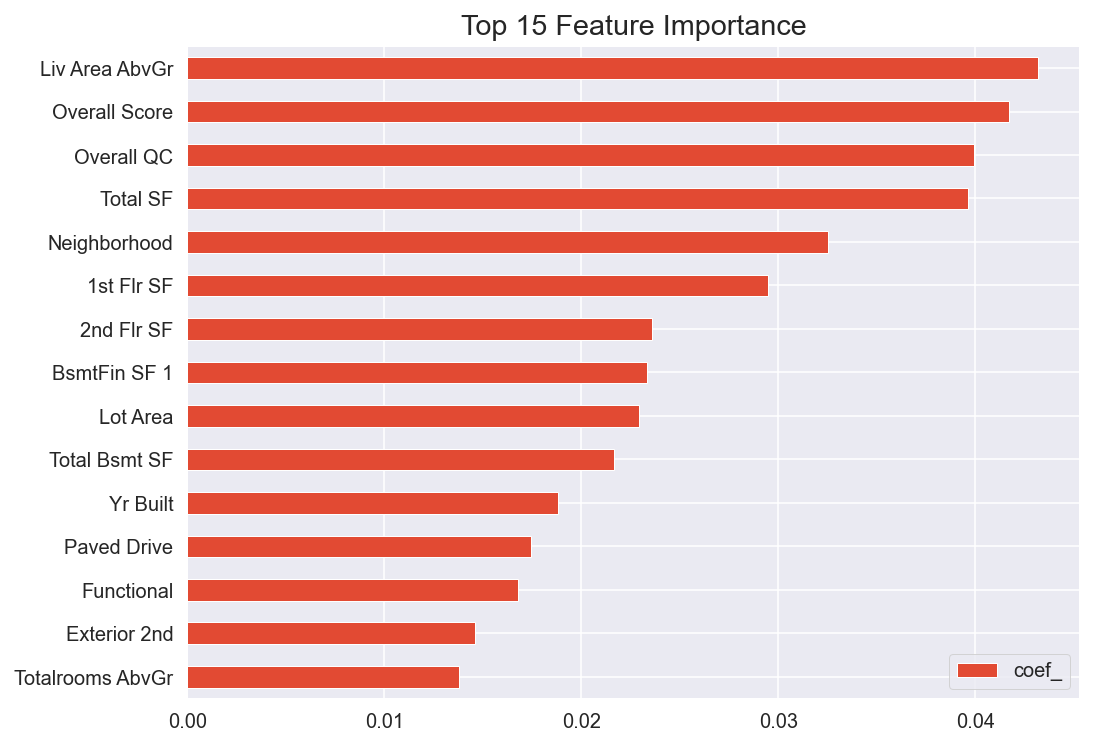 Top 15 Feature Importance
Liv Area AbvGr
Overall Score
Overall QC
Total SF
Neighborhood
1st Flr SF
2nd Flr SF
BsmtFin SF 1
Lot Area
Total Bsmt SF
Yr Built
Paved Drive
Functional
Exterior 2nd
Totalrooms AbvGr
coef_
0.00 0.01 0.02 0.03 0.04